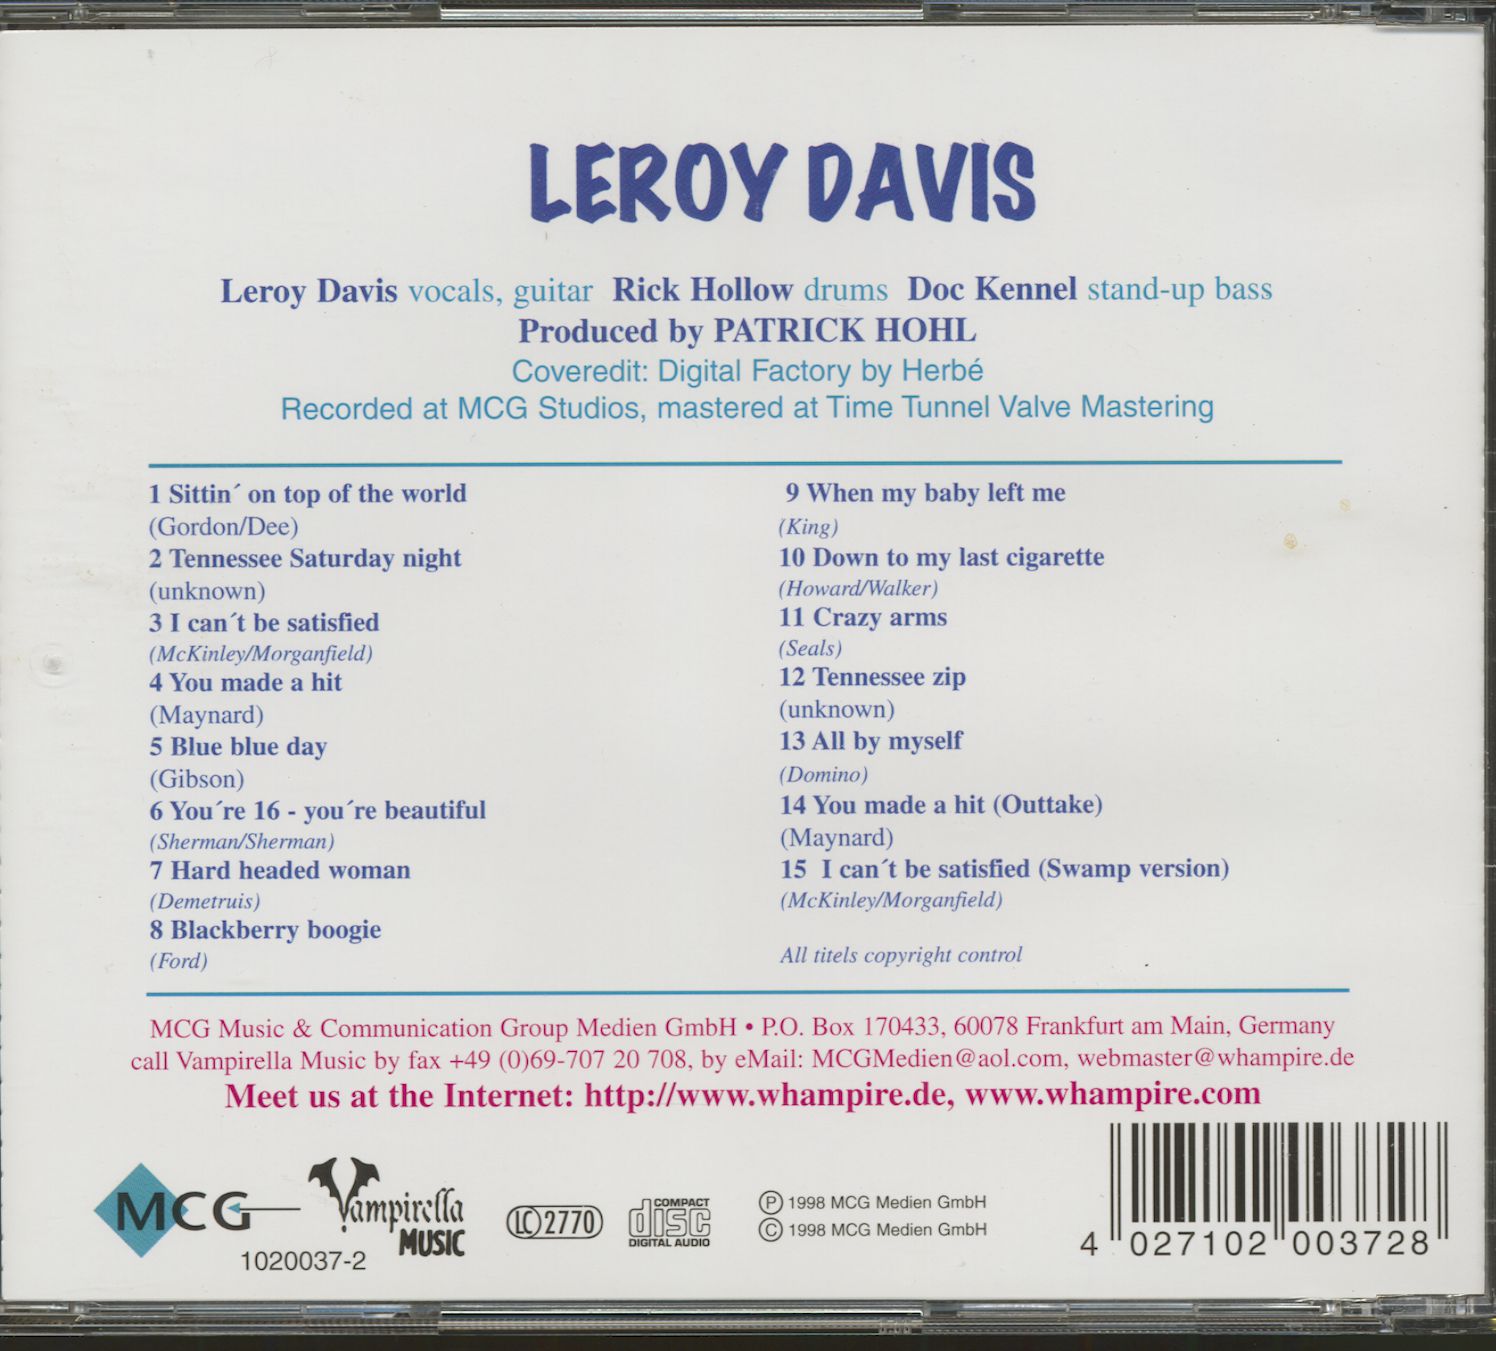 LEROY DAVIS
Leroy Davis vocals, guitar Rick Hollow drums Doc Kennel stand-up bass
Produced by PATRICK HOHL
Coveredit: Digital Factory by Herbé
Recorded at MCG Studios, mastered at Time Tunnel Valve Mastering
1 Sittin´ on top of the world
(Gordon/Dee)
2 Tennessee Saturday night
(unknown)
3 I can´t be satisfied
(McKinley/Morganfield)
4 You made a hit
(Maynard)
5 Blue blue day
(Gibson)
6 You´re 16 - you´re beautiful
(Sherman/Sherman)
7 Hard headed woman
(Demetruis)
8 Blackberry boogie
(Ford)
9 When my baby left me
(King)
10 Down to my last cigarette
(Howard/Walker)
11 Crazy arms
(Seals)
12 Tennessee zip
(unknown)
13 All by myself
(Domino)
14 You made a hit (Outtake)
(Maynard)
15 I can´t be satisfied (Swamp version)
(McKinley/Morganfield)
All titels copyright control
MCG Music & Communication Group Medien GmbH • P.O. Box 170433, 60078 Frankfurt am Main, Germany
call Vampirella Music by fax +49 (0)69-707 20 708, by eMail: MCGMedien@aol.com, webmaster@whampire.de
Meet us at the Internet: http://www.whampire.de, www.whampire.com
MCG
1020037-2
Vampirella
MUSIC
LC 2770
COMPACT
disc
DIGITAL AUDIO
Ⓟ 1998 MCG Medien GmbH
© 1998 MCG Medien GmbH
4 027102 003728